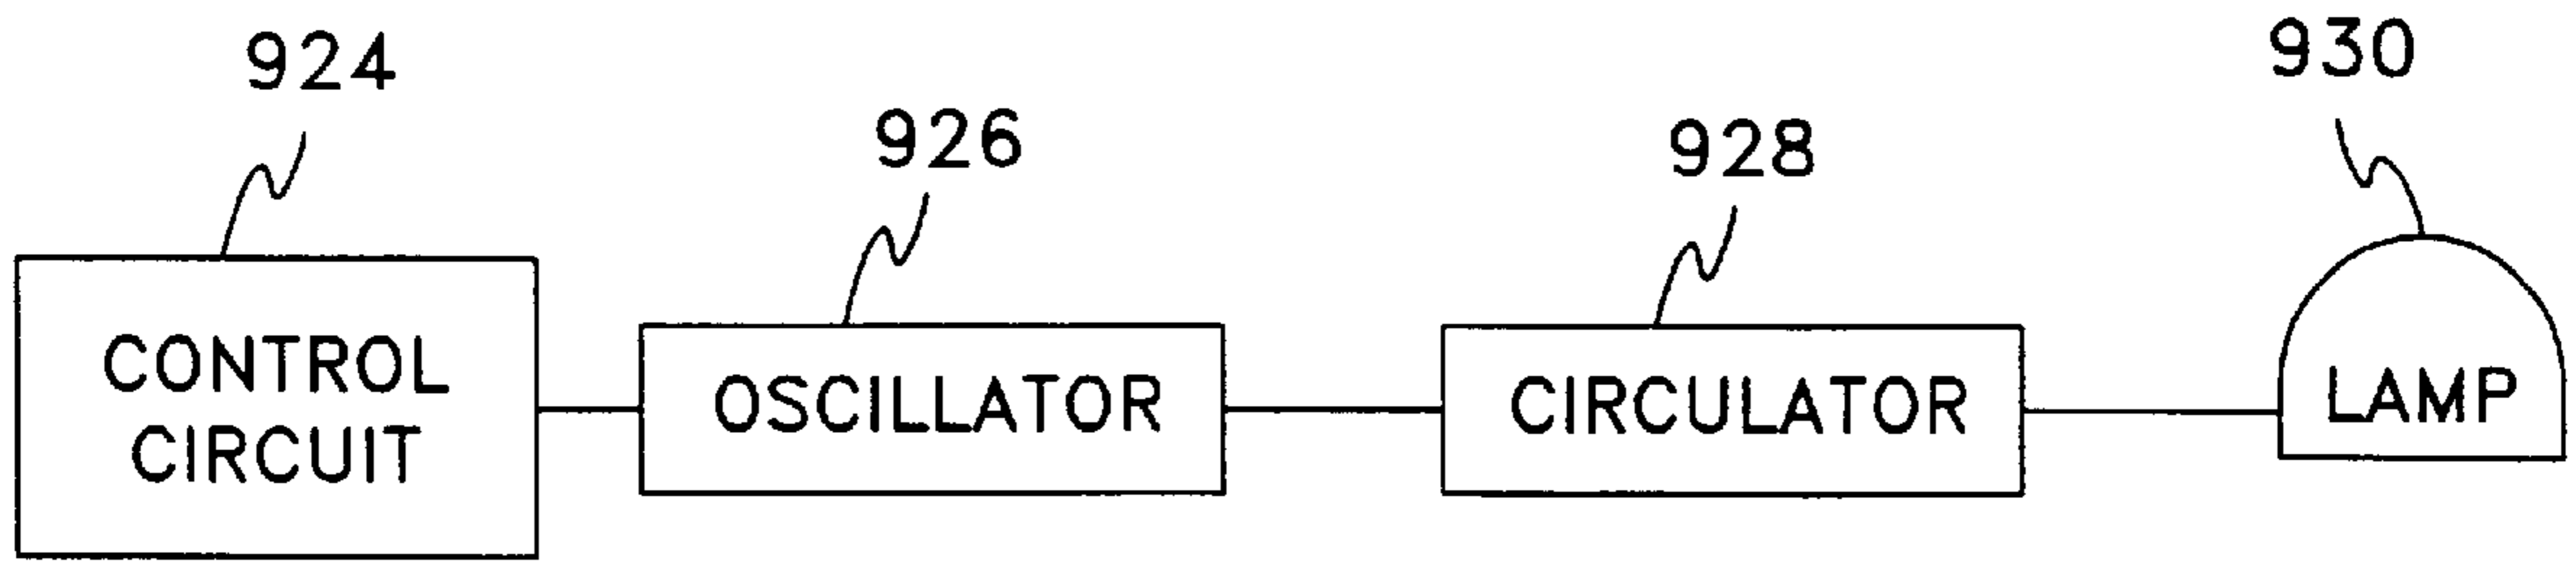 924
926
928
930
CONTROL
CIRCUIT
OSCILLATOR
CIRCULATOR
LAMP